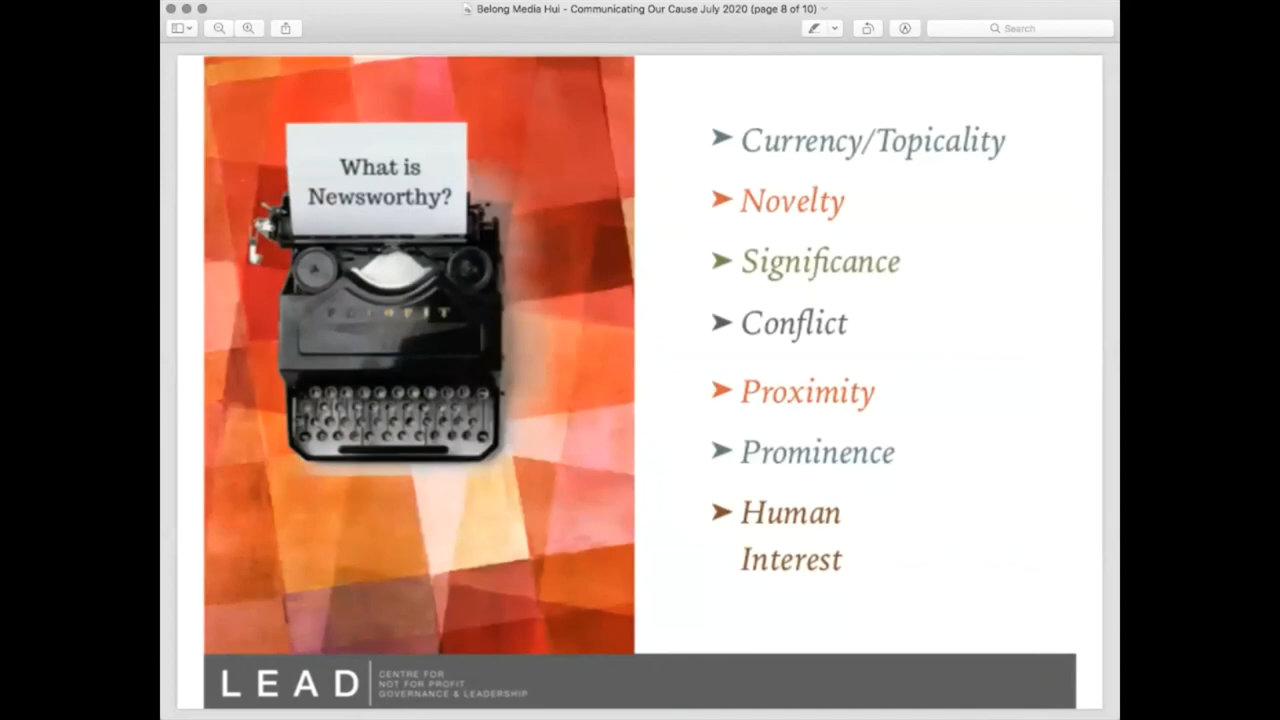 Belong Media Hui - Communicating Our Cause July 2020 (page 8 of 10)
Search
What is
Newsworthy?
➤ Currency/Topicality
➤ Novelty
➤ Significance
➤ Conflict
➤ Proximity
➤ Prominence
➤ Human
Interest
LEAD
CENTRE FOR
NOT FOR PROFIT
GOVERNANCE & LEADERSHIP